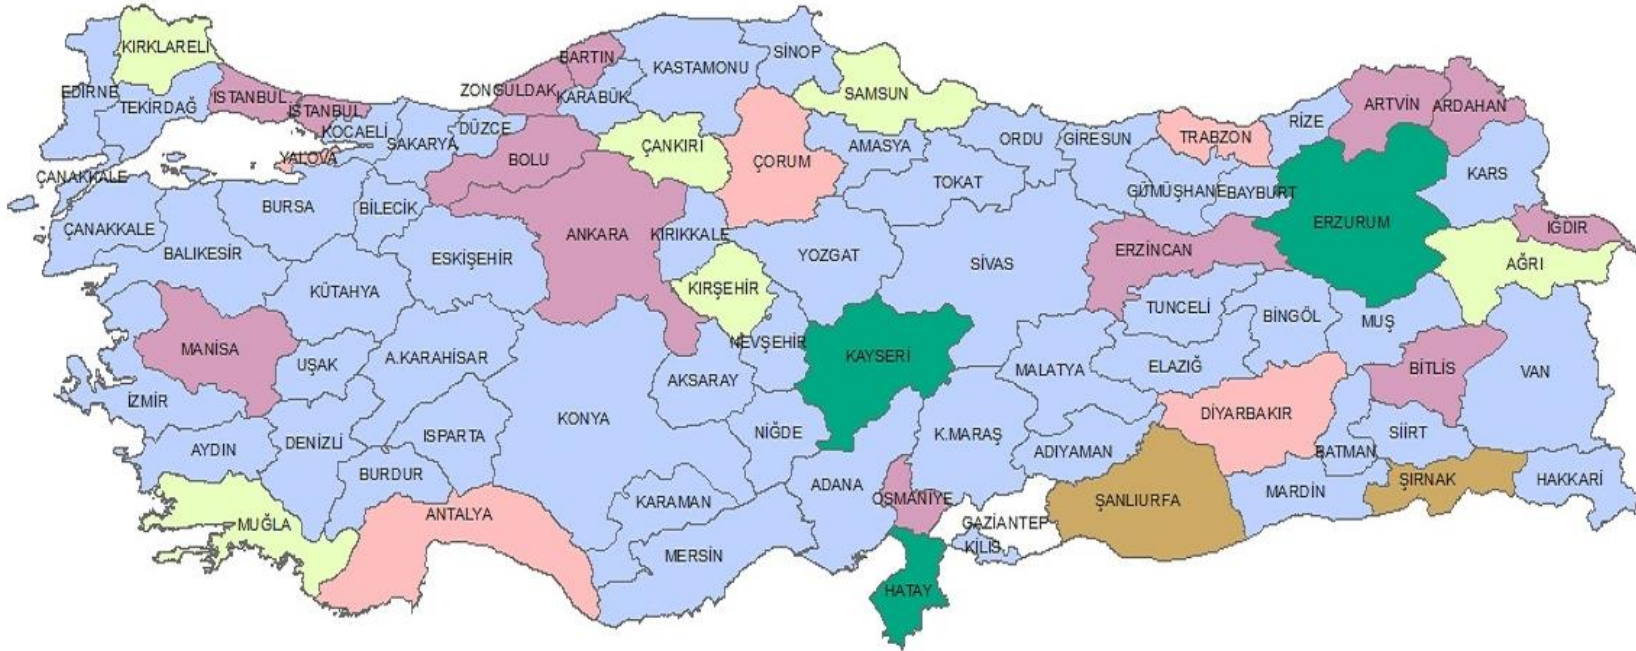 KIRKLARELİ
EDİRNE
TEKİRDAĞ
İSTANBUL
İSTANBUL
KOCAELİ
YALOVA
SAKARYA
DÜZCE
ZONGULDAK
BARTIN
KARABÜK
KASTAMONU
SİNOP
SAMSUN
BOLU
ÇANKIRI
ÇORUM
AMASYA
ORDU
GİRESUN
TRABZON
RİZE
ARTVİN
ARDAHAN
ÇANAKKALE
ÇANAKKALE
BALIKESİR
BURSA
BİLECİK
ESKİŞEHİR
ANKARA
KIRIKKALE
YOZGAT
TOKAT
SİVAS
GÜMÜŞHANE
BAYBURT
ERZİNCAN
ERZURUM
KARS
IĞDIR
AĞRI
KÜTAHYA
MANİSA
UŞAK
A.KARAHİSAR
KIRŞEHİR
NEVŞEHİR
KAYSERİ
AKSARAY
MALATYA
TUNCELİ
ELAZIĞ
BİNGÖL
MUŞ
BİTLİS
VAN
İZMİR
AYDIN
DENİZLİ
ISPARTA
BURDUR
KONYA
NİĞDE
K.MARAŞ
ADIYAMAN
DİYARBAKIR
BATMAN
SİİRT
ŞIRNAK
HAKKARİ
MARDİN
ŞANLIURFA
MUĞLA
ANTALYA
KARAMAN
MERSİN
ADANA
OSMANİYE
GAZİANTEP
KİLİS
HATAY